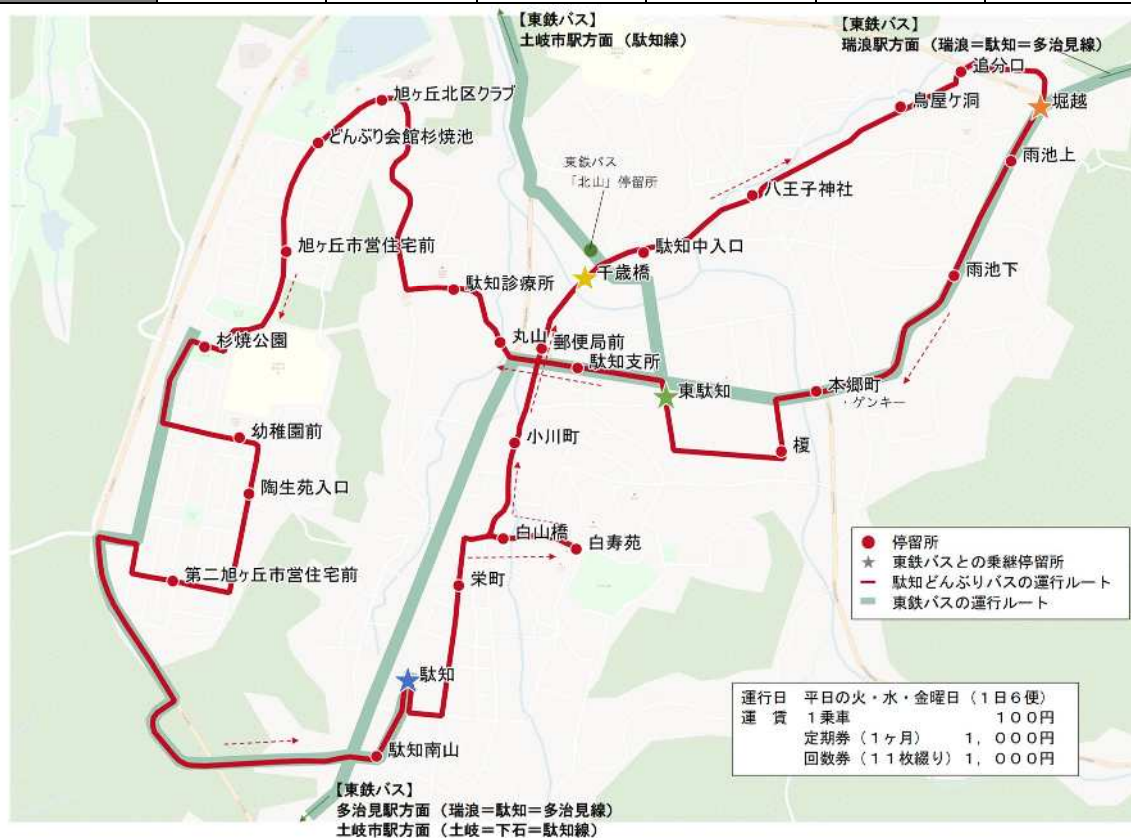 【東鉄バス】
土岐市駅方面（駄知線）
【東鉄バス】
瑞浪駅方面（瑞浪＝駄知＝多治見線）
追分口
旭ヶ丘北区クラブ
鳥屋ケ洞
堀越
どんぶり会館杉焼池
雨池上
東鉄バス
「北山」停留所
八王子神社
旭ヶ丘市営住宅前
駄知中入口
千歳橋
雨池下
駄知診療所
杉焼公園
丸山
郵便局前
駄知支所
東駄知
本郷町
・ゲンキー
幼稚園前
小川町
榎
陶生苑入口
白山橋
白寿苑
第二旭ヶ丘市営住宅前
栄町
停留所
東鉄バスとの乗継停留所
駄知どんぶりバスの運行ルート
東鉄バスの運行ルート
駄知
駄知南山
運行日 平日の火・水・金曜日（１日６便）
運 賃 １乗車 １００円
定期券（１ヶ月） １，０００円
回数券（１１枚綴り）１，０００円
【東鉄バス】
多治見駅方面（瑞浪＝駄知＝多治見線）
土岐市駅方面（土岐＝下石＝駄知線）